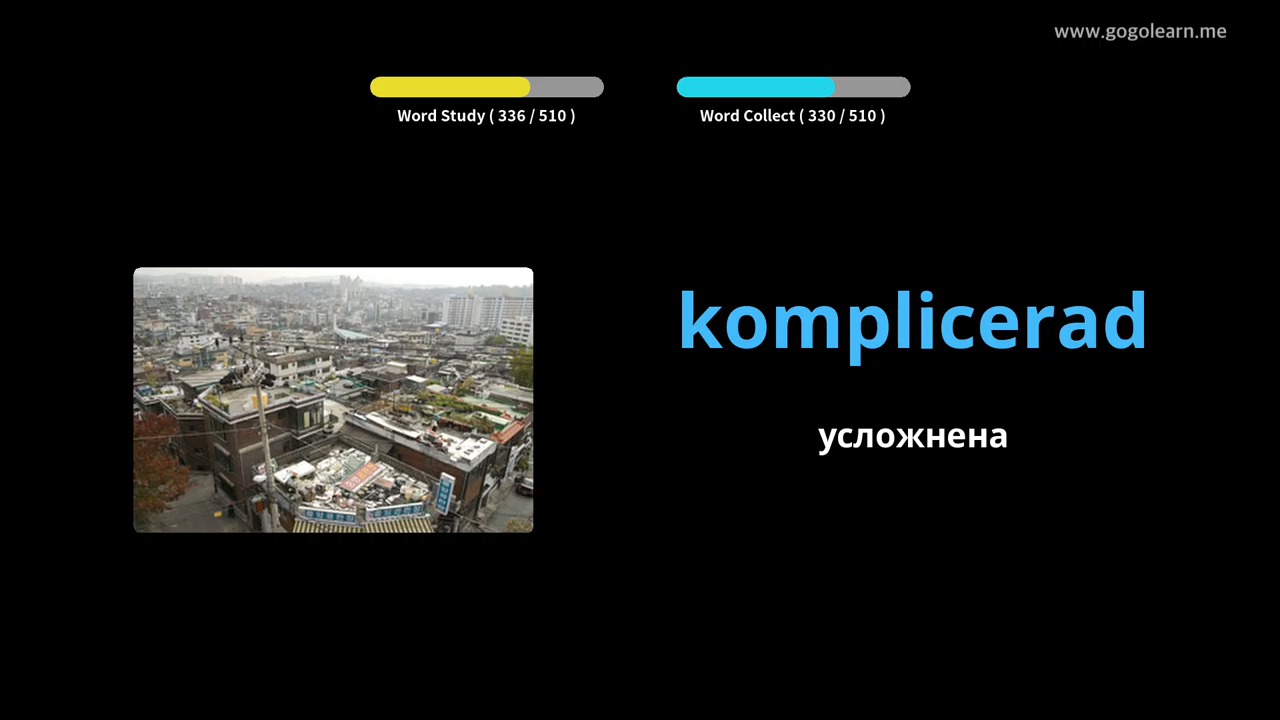 www.gogolearn.me
Word Study ( 336 / 510 )
Word Collect ( 330 / 510 )
komplicerad
усложнена